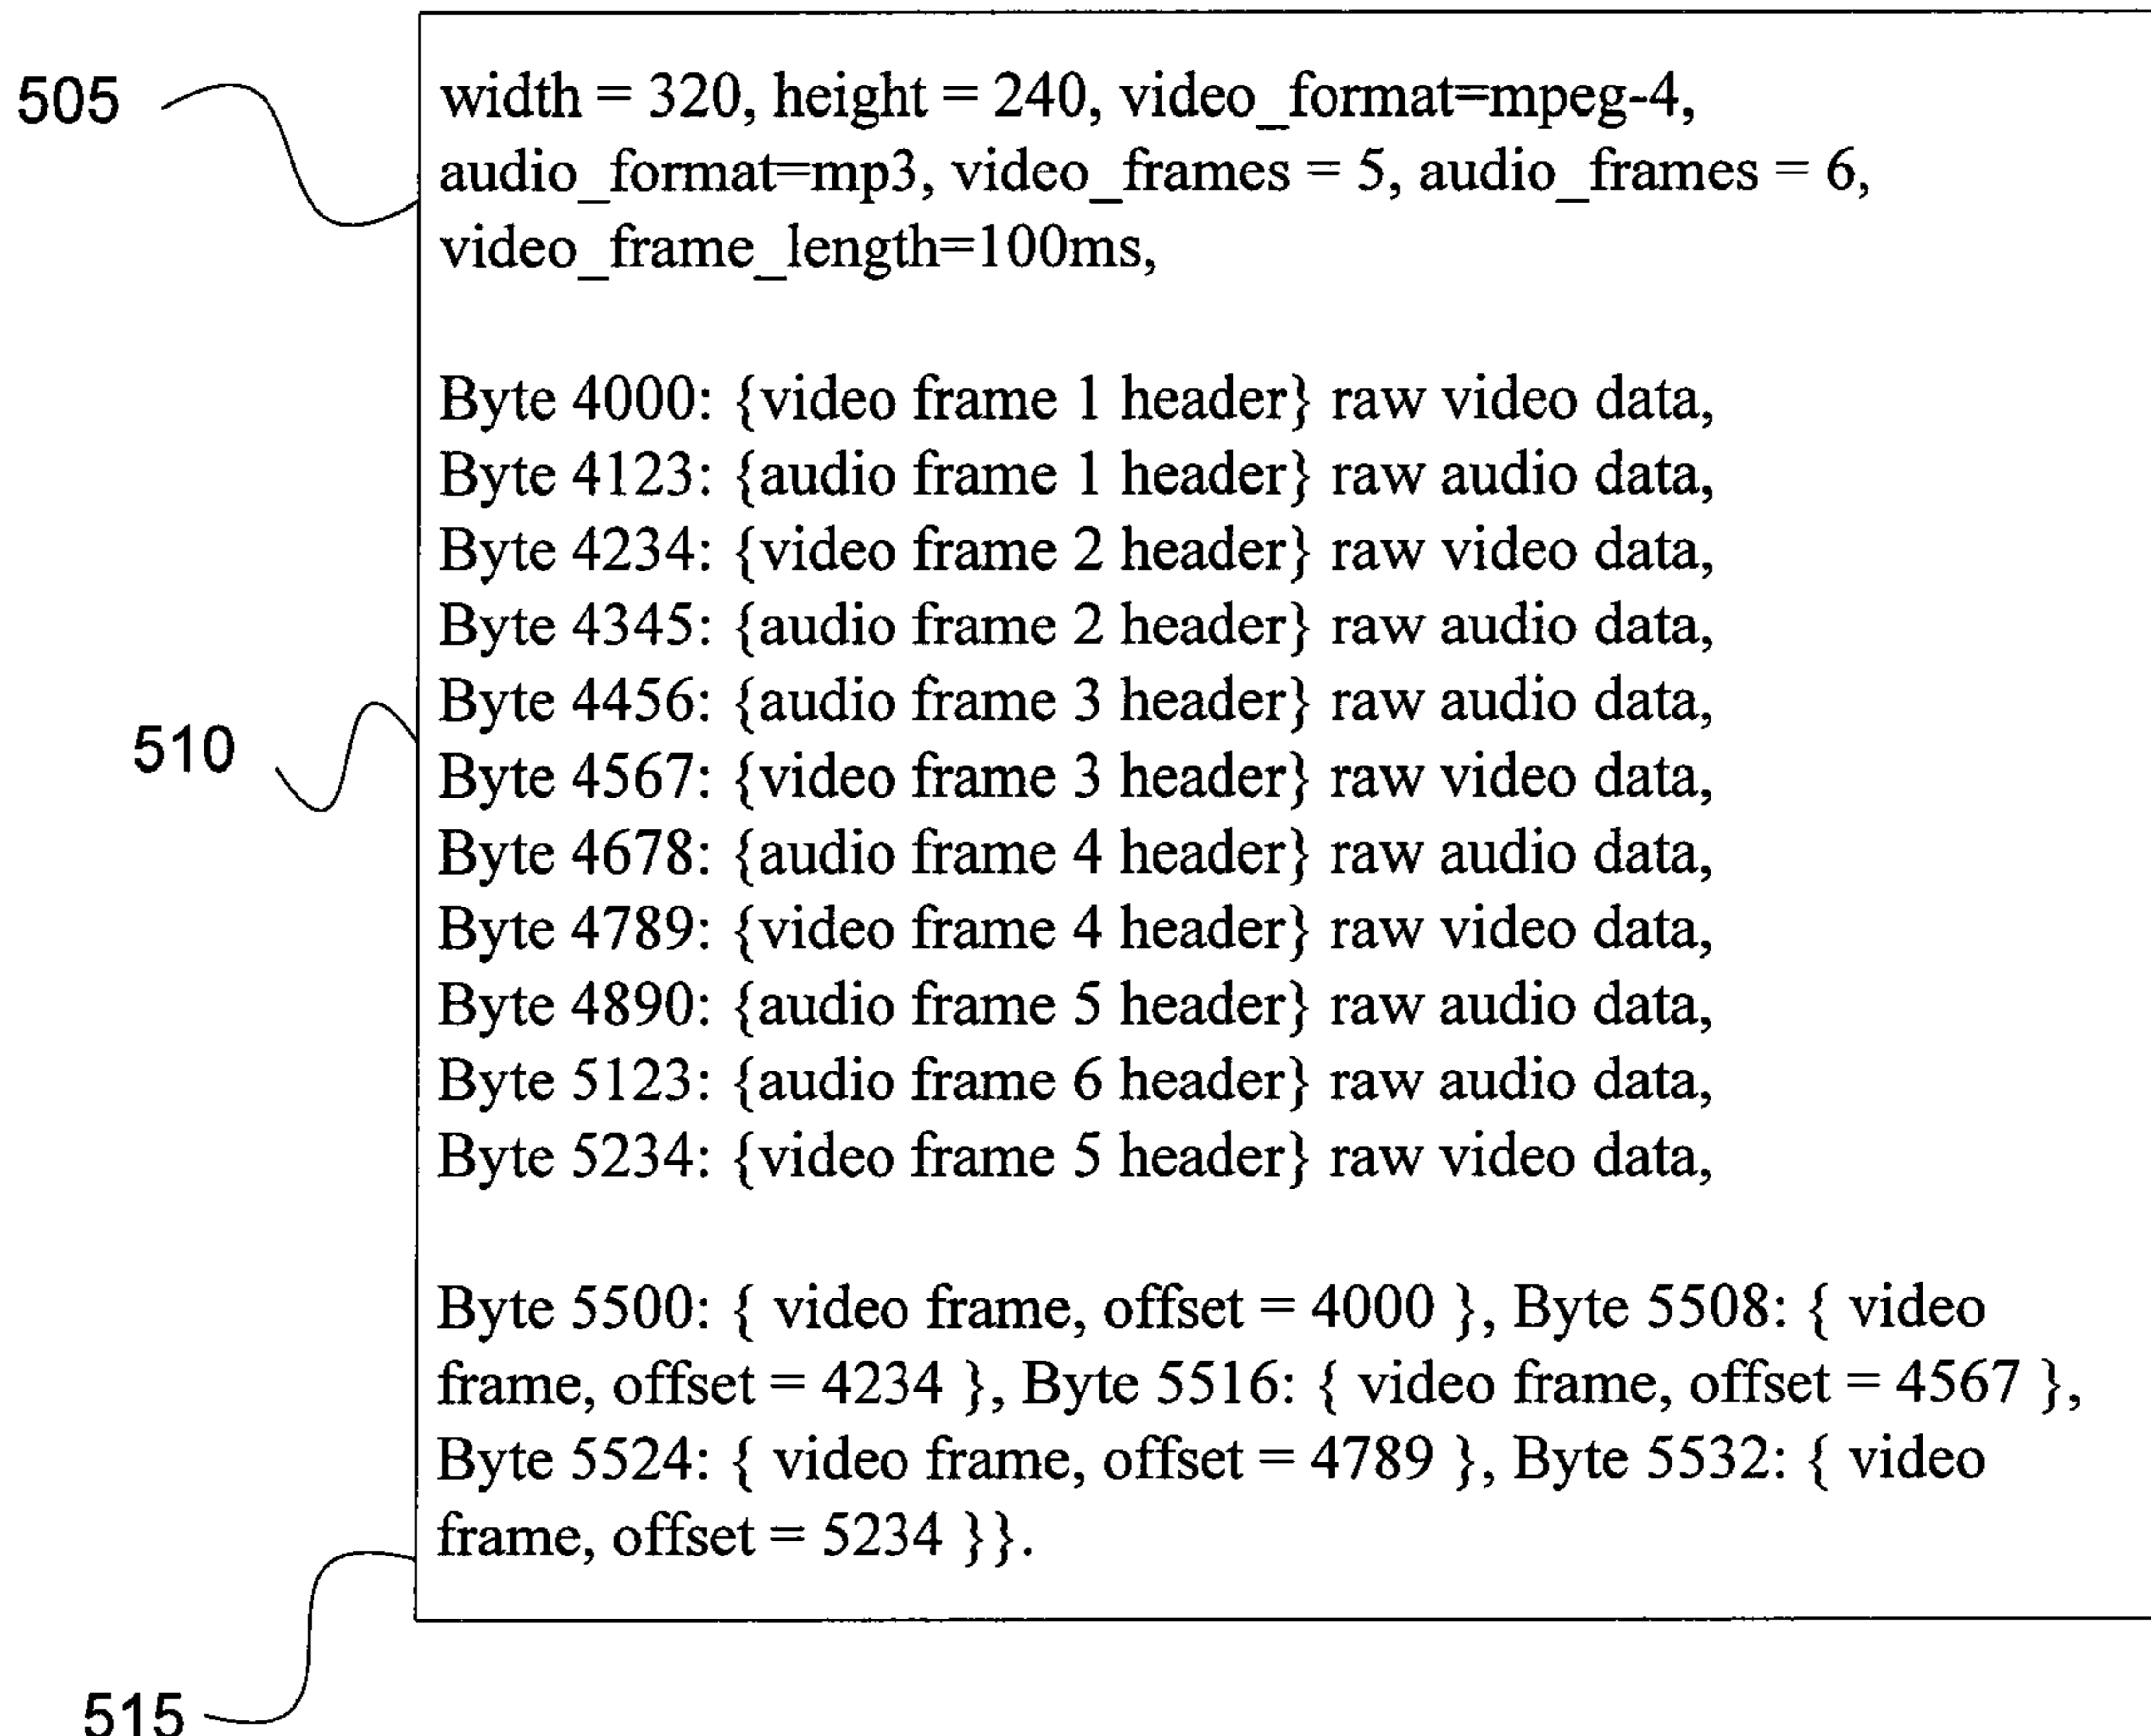 505
width = 320, height = 240, video_format=mpeg-4,
audio_format=mp3, video_frames = 5, audio_frames = 6,
video_frame_length=100ms,
Byte 4000: {video frame 1 header} raw video data,
Byte 4123: {audio frame 1 header} raw audio data,
Byte 4234: {video frame 2 header} raw video data,
Byte 4345: {audio frame 2 header} raw audio data,
Byte 4456: {audio frame 3 header} raw audio data,
510
Byte 4567: {video frame 3 header} raw video data,
Byte 4678: {audio frame 4 header} raw audio data,
Byte 4789: {video frame 4 header} raw video data,
Byte 4890: {audio frame 5 header} raw audio data,
Byte 5123: {audio frame 6 header} raw audio data,
Byte 5234: {video frame 5 header} raw video data,
Byte 5500: { video frame, offset = 4000 }, Byte 5508: { video
frame, offset = 4234 }, Byte 5516: { video frame, offset = 4567 },
Byte 5524: { video frame, offset = 4789 }, Byte 5532: { video
frame, offset = 5234 }}.
515